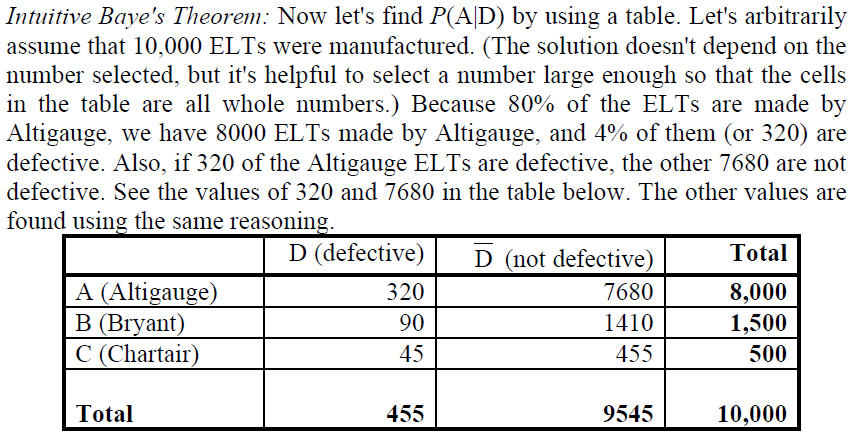 Intuitive Baye's Theorem: Now let's find P(A|D) by using a table. Let's arbitrarily
assume that 10,000 ELTs were manufactured. (The solution doesn't depend on the
number selected, but it's helpful to select a number large enough so that the cells
in the table are all whole numbers.) Because 80% of the ELTs are made by
Altigauge, we have 8000 ELTs made by Altigauge, and 4% of them (or 320) are
defective. Also, if 320 of the Altigauge ELTs are defective, the other 7680 are not
defective. See the values of 320 and 7680 in the table below. The other values are
found using the same reasoning.
D (defective) D̅ (not defective) Total
A (Altigauge) 320 7680 8,000
B (Bryant) 90 1410 1,500
C (Chartair) 45 455 500
Total 455 9545 10,000